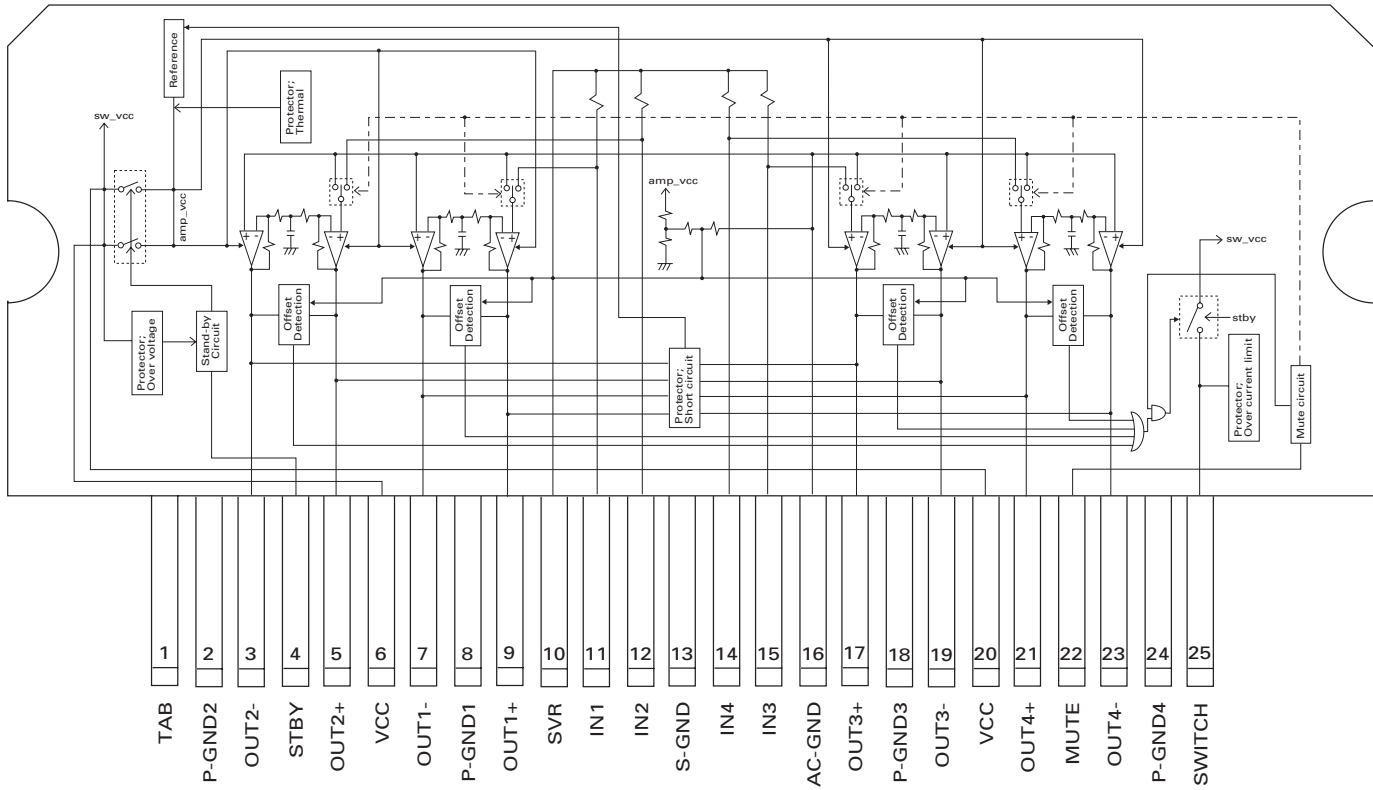 Reference
Protector;
Thermal
sw_vcc
amp_vcc
amp_vcc
sw_vcc
+ -
- +
+ -
- +
+ -
- +
+ -
- +
Offset
Detection
Offset
Detection
Offset
Detection
Offset
Detection
stby
Protector;
Over voltage
Stand-by
Circuit
Protector;
Short circuit
Protector;
Over current limit
Mute circuit
1
2
3
4
5
6
7
8
9
10
11
12
13
14
15
16
17
18
19
20
21
22
23
24
25
TAB
P-GND2
OUT2-
STBY
OUT2+
VCC
OUT1-
P-GND1
OUT1+
SVR
IN1
IN2
S-GND
IN4
IN3
AC-GND
OUT3+
P-GND3
OUT3-
VCC
OUT4+
MUTE
OUT4-
P-GND4
SWITCH